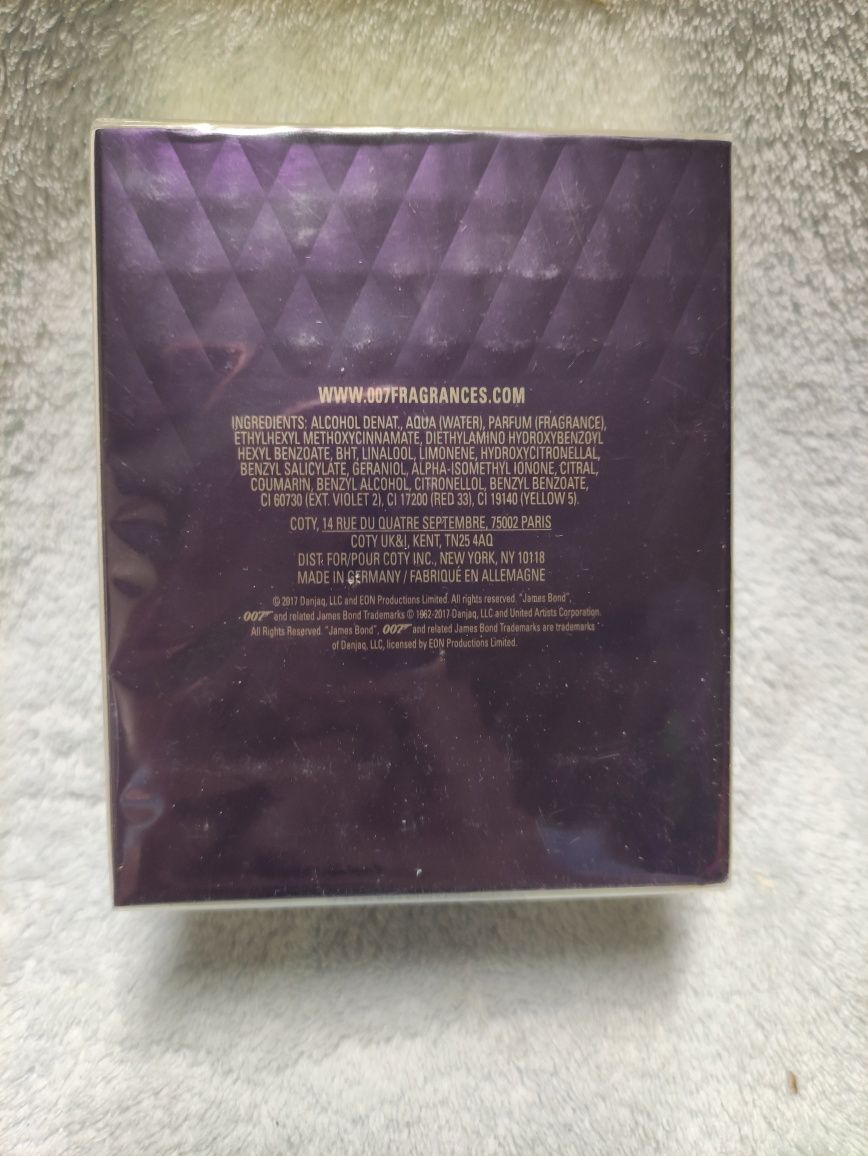 WWW.007FRAGRANCES.COM
INGREDIENTS: ALCOHOL DENAT., AQUA (WATER), PARFUM (FRAGRANCE),
ETHYLHEXYL METHOXYCINNAMATE, DIETHYLAMINO HYDROXYBENZOYL
HEXYL BENZOATE, BHT, LINALOOL, LIMONENE, HYDROXYCITRONELLAL,
BENZYL SALICYLATE, GERANIOL, ALPHA-ISOMETHYL IONONE, CITRAL,
COUMARIN, BENZYL ALCOHOL, CITRONELLOL, BENZYL BENZOATE,
CI 60730 (EXT. VIOLET 2), CI 17200 (RED 33), CI 19140 (YELLOW 5).
COTY, 14 RUE DU QUATRE SEPTEMBRE, 75002 PARIS
COTY UK&I, KENT, TN25 4AQ
DIST. FOR/POUR COTY INC., NEW YORK, NY 10118
MADE IN GERMANY / FABRIQUÉ EN ALLEMAGNE
© 2017 Danjaq, LLC and EON Productions Limited. All rights reserved. "James Bond",
007 and related James Bond Trademarks © 1962-2017 Danjaq, LLC and United Artists Corporation.
All Rights Reserved. "James Bond", 007 and related James Bond Trademarks are trademarks
of Danjaq, LLC, licensed by EON Productions Limited.